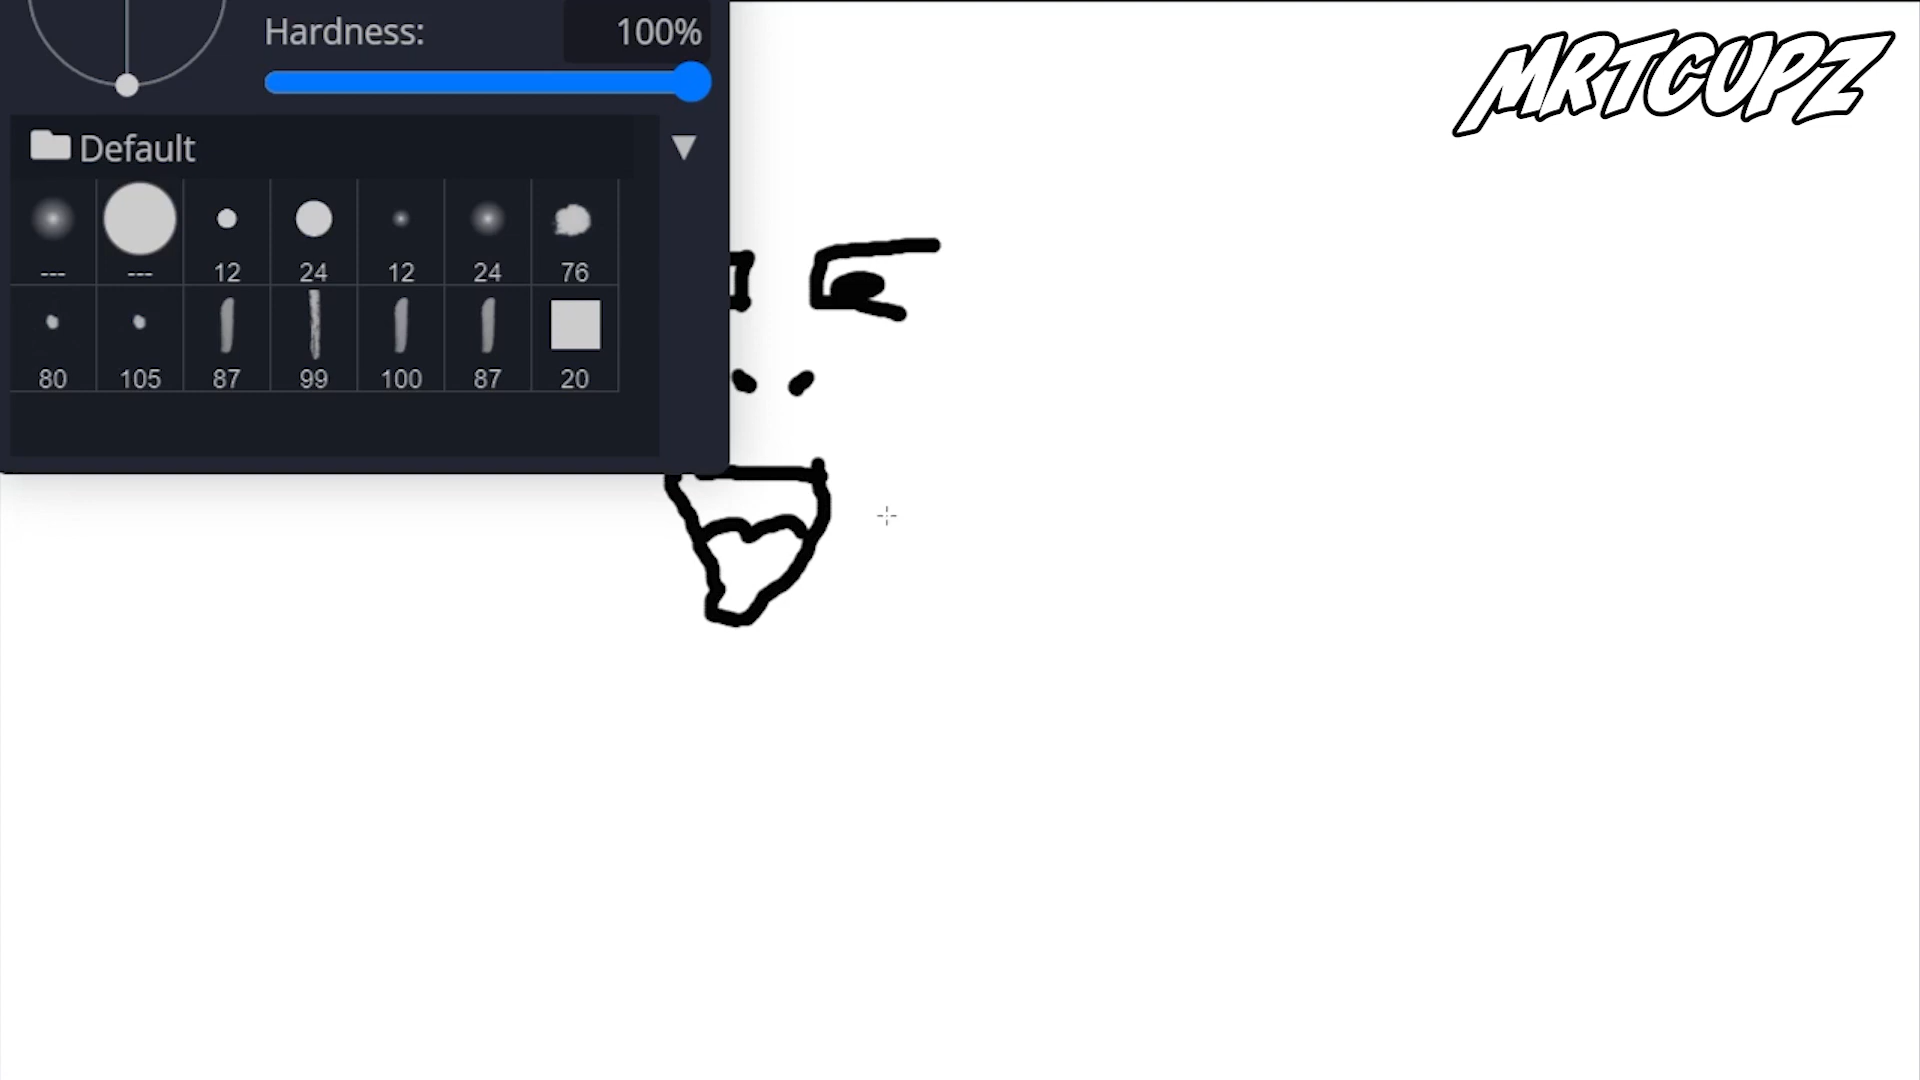 Hardness: 100%
MRTCUPZ
Default
--- --- 12 24 12 24 76
80 105 87 99 100 87 20